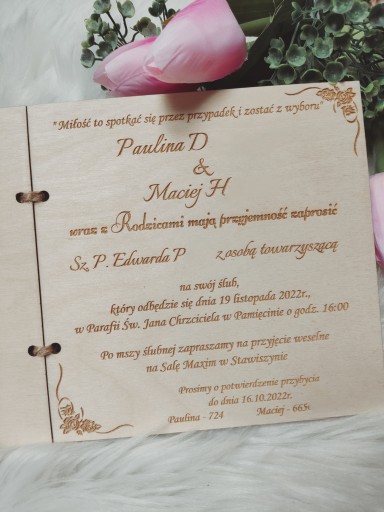 "Miłość to spotkać się przez przypadek i zostać z wyboru"
Paulina D
&
Maciej H
wraz z Rodzicami mają przyjemność zaprosić
Sz. P. Edwarda P z osobą towarzyszącą
na swój ślub,
który odbędzie się dnia 19 listopada 2022r.,
w Parafii Św. Jana Chrzciciela w Pamięcinie o godz. 16:00
Po mszy ślubnej zapraszamy na przyjęcie weselne
na Salę Maxim w Stawiszynie
Prosimy o potwierdzenie przybycia
do dnia 16.10.2022r.
Paulina - 724 Maciej - 665